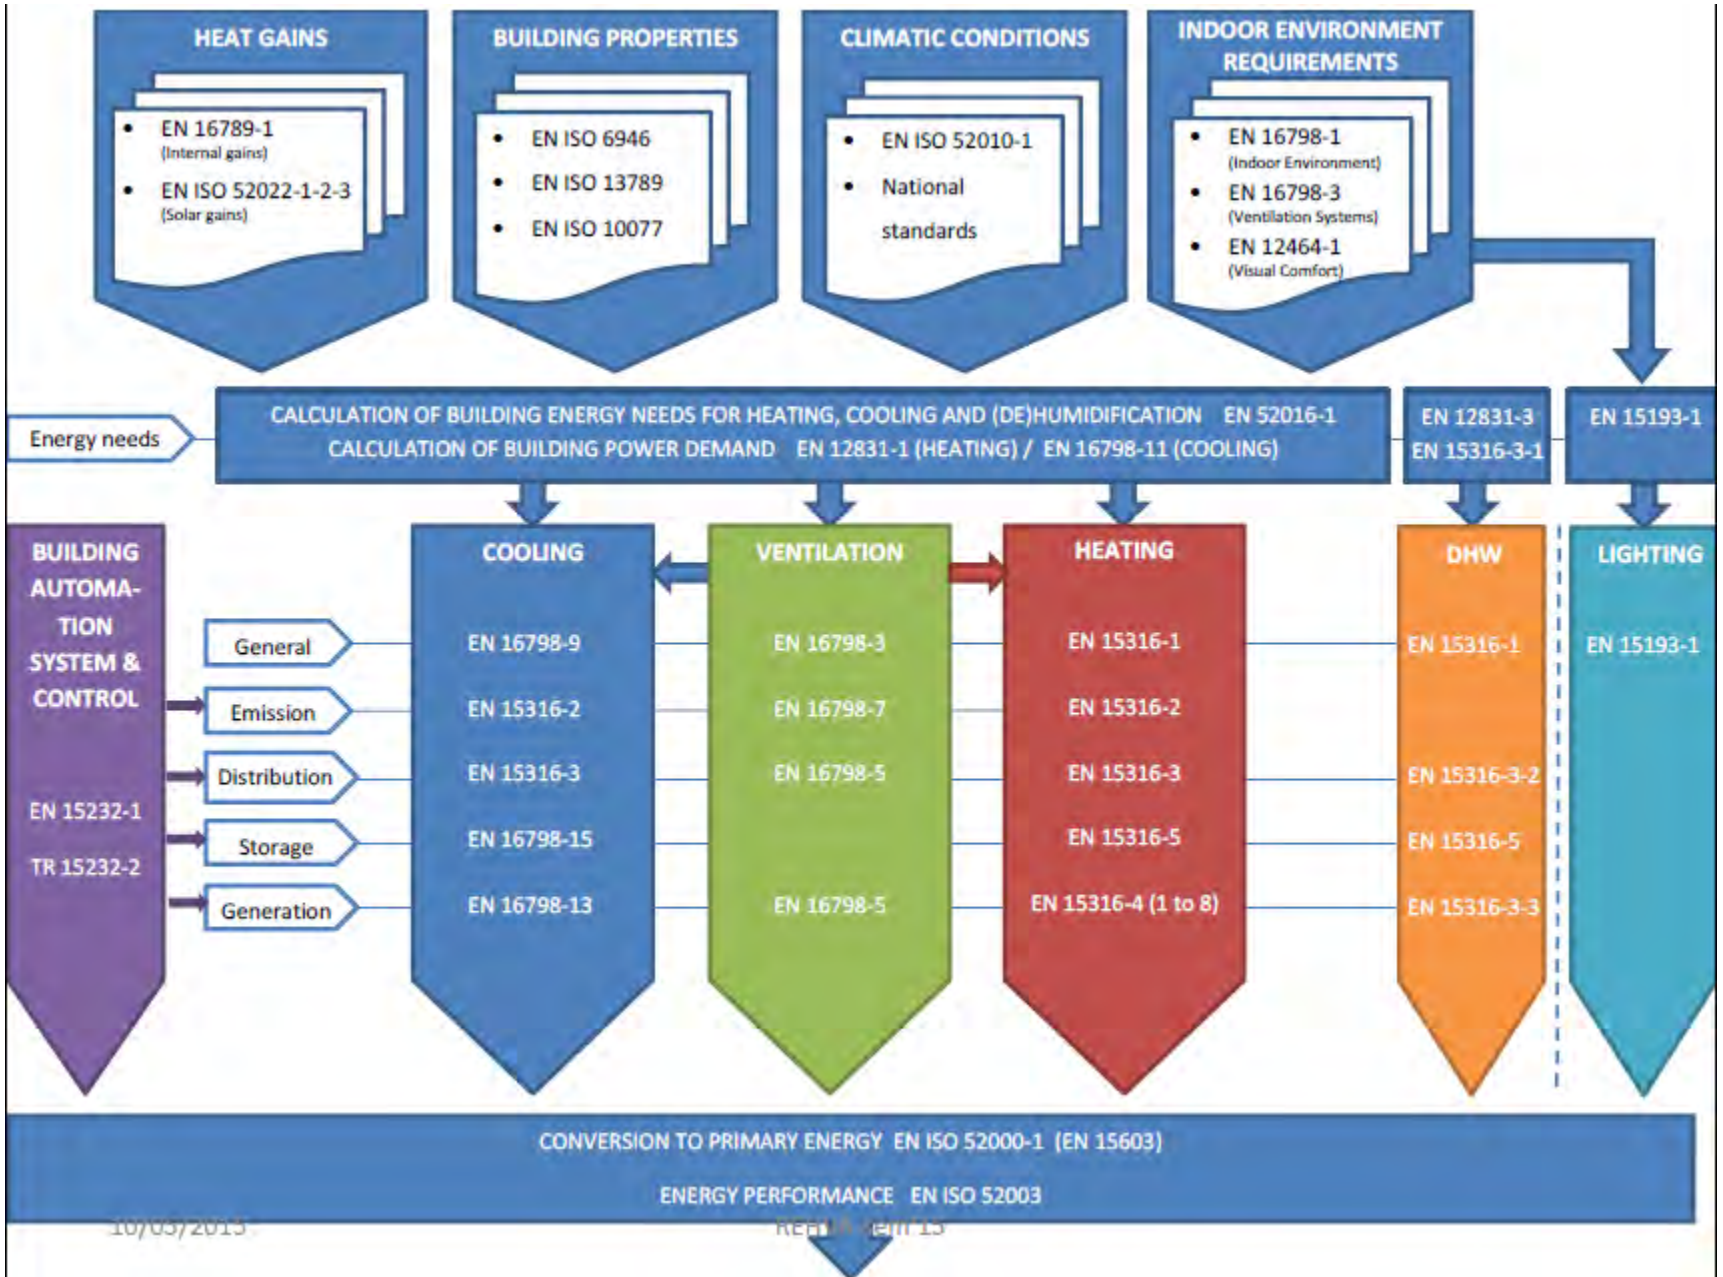 HEAT GAINS
• EN 16789-1
(Internal gains)
• EN ISO 52022-1-2-3
(Solar gains)
BUILDING PROPERTIES
• EN ISO 6946
• EN ISO 13789
• EN ISO 10077
CLIMATIC CONDITIONS
• EN ISO 52010-1
• National
standards
INDOOR ENVIRONMENT
REQUIREMENTS
• EN 16798-1
(Indoor Environment)
• EN 16798-3
(Ventilation Systems)
• EN 12464-1
(Visual Comfort)
Energy needs
CALCULATION OF BUILDING ENERGY NEEDS FOR HEATING, COOLING AND (DE)HUMIDIFICATION EN 52016-1
CALCULATION OF BUILDING POWER DEMAND EN 12831-1 (HEATING) / EN 16798-11 (COOLING)
EN 12831-3
EN 15316-3-1
EN 15193-1
BUILDING
AUTOMA-
TION
SYSTEM &
CONTROL
EN 15232-1
TR 15232-2
General
Emission
Distribution
Storage
Generation
COOLING
EN 16798-9
EN 15316-2
EN 15316-3
EN 16798-15
EN 16798-13
VENTILATION
EN 16798-3
EN 16798-7
EN 16798-5
EN 16798-5
HEATING
EN 15316-1
EN 15316-2
EN 15316-3
EN 15316-5
EN 15316-4 (1 to 8)
DHW
EN 15316-1
EN 15316-3-2
EN 15316-5
EN 15316-3-3
LIGHTING
EN 15193-1
CONVERSION TO PRIMARY ENERGY EN ISO 52000-1 (EN 15603)
ENERGY PERFORMANCE EN ISO 52003
10/05/2015